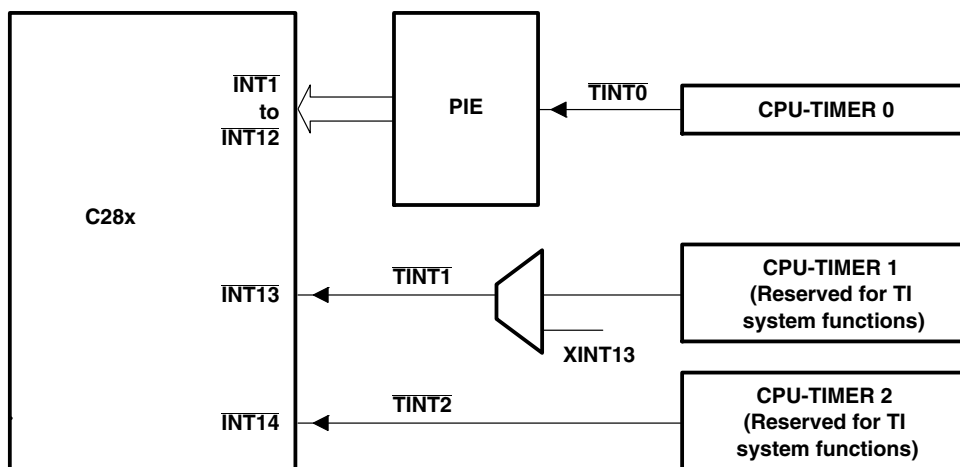 INT1
to
INT12
PIE
TINT0
CPU-TIMER 0
C28x
INT13
TINT1
XINT13
CPU-TIMER 1
(Reserved for TI
system functions)
INT14
TINT2
CPU-TIMER 2
(Reserved for TI
system functions)